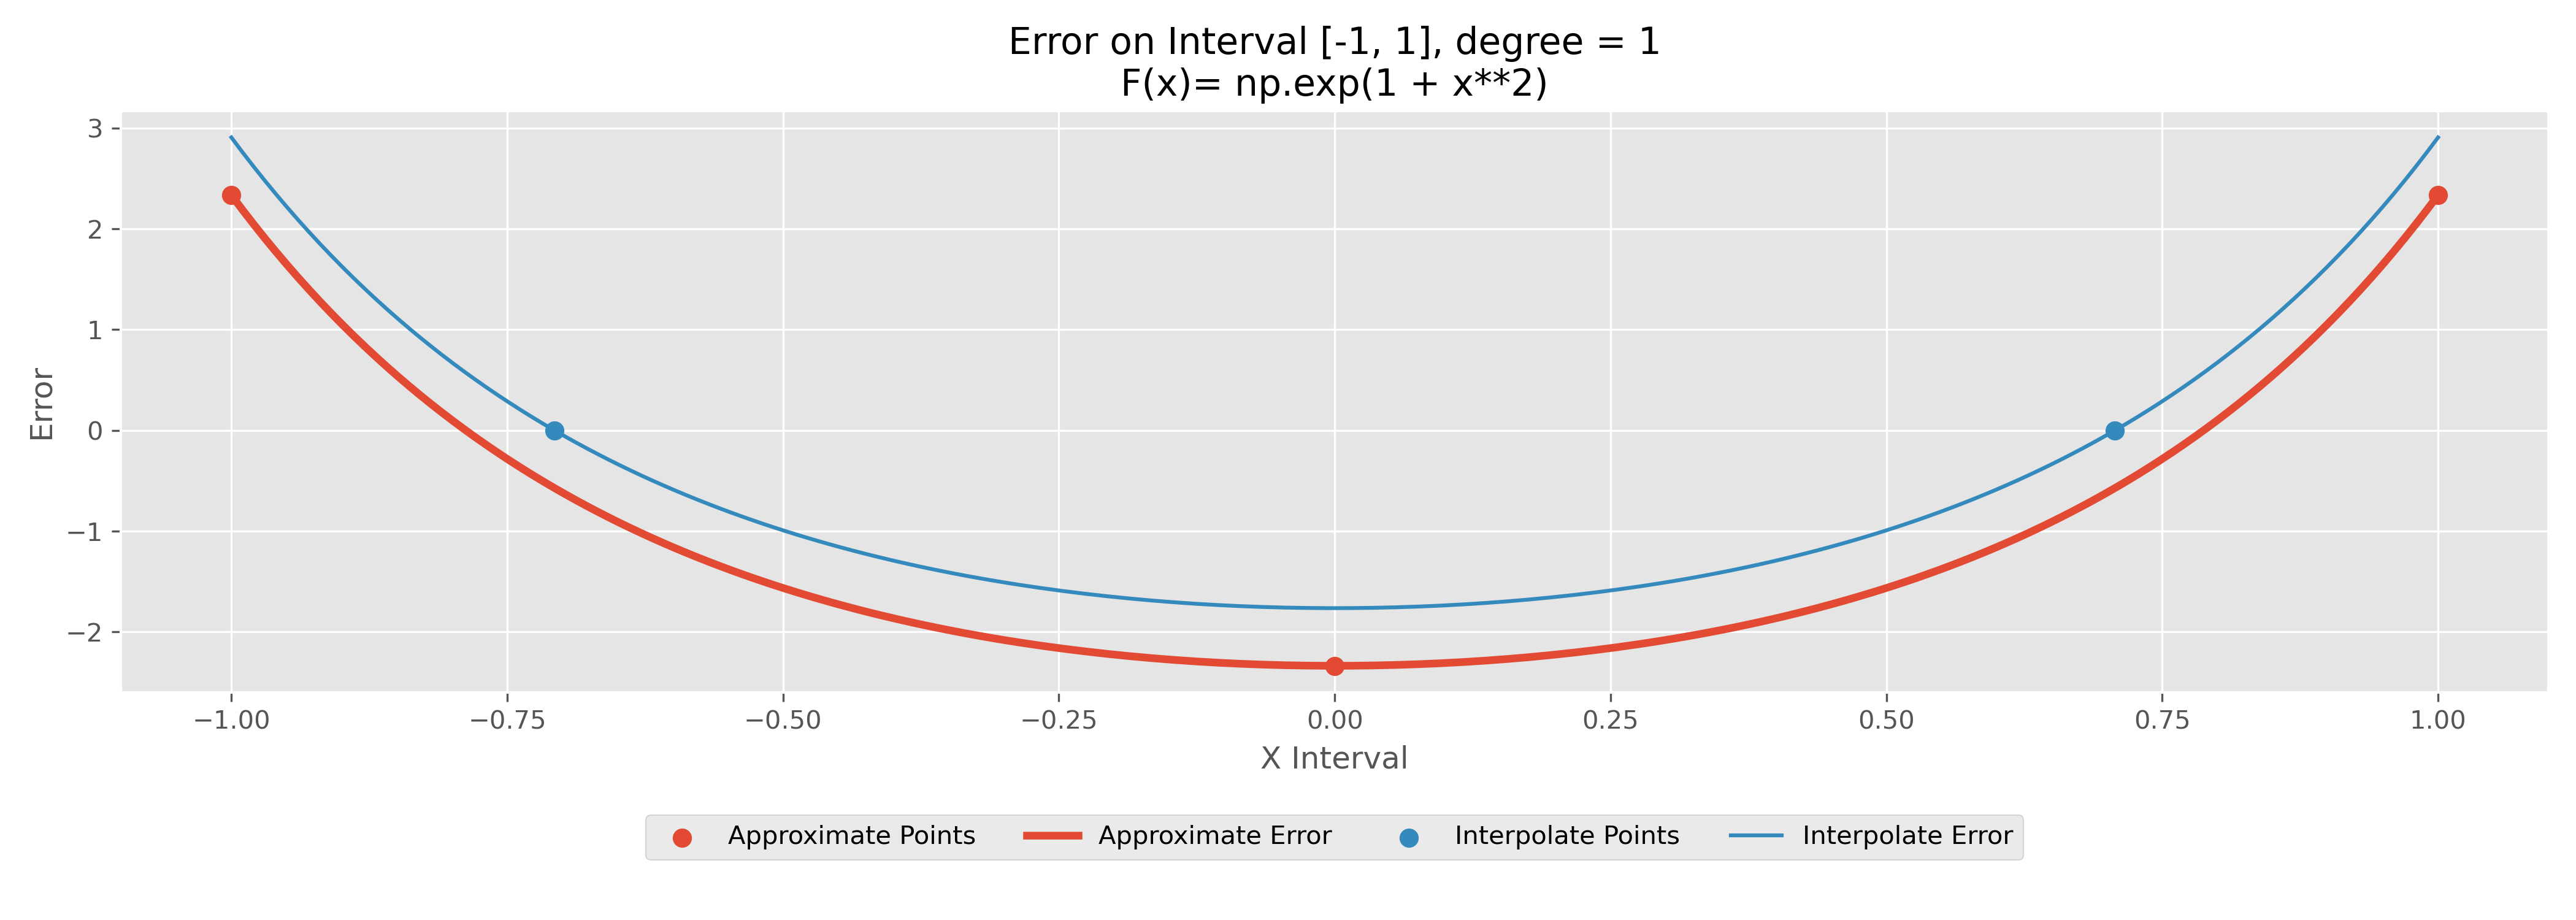 Error on Interval [-1, 1], degree = 1
F(x)= np.exp(1 + x**2)
3
2
1
0
−1
−2
Error
−1.00 −0.75 −0.50 −0.25 0.00 0.25 0.50 0.75 1.00
X Interval
Approximate Points Approximate Error Interpolate Points Interpolate Error